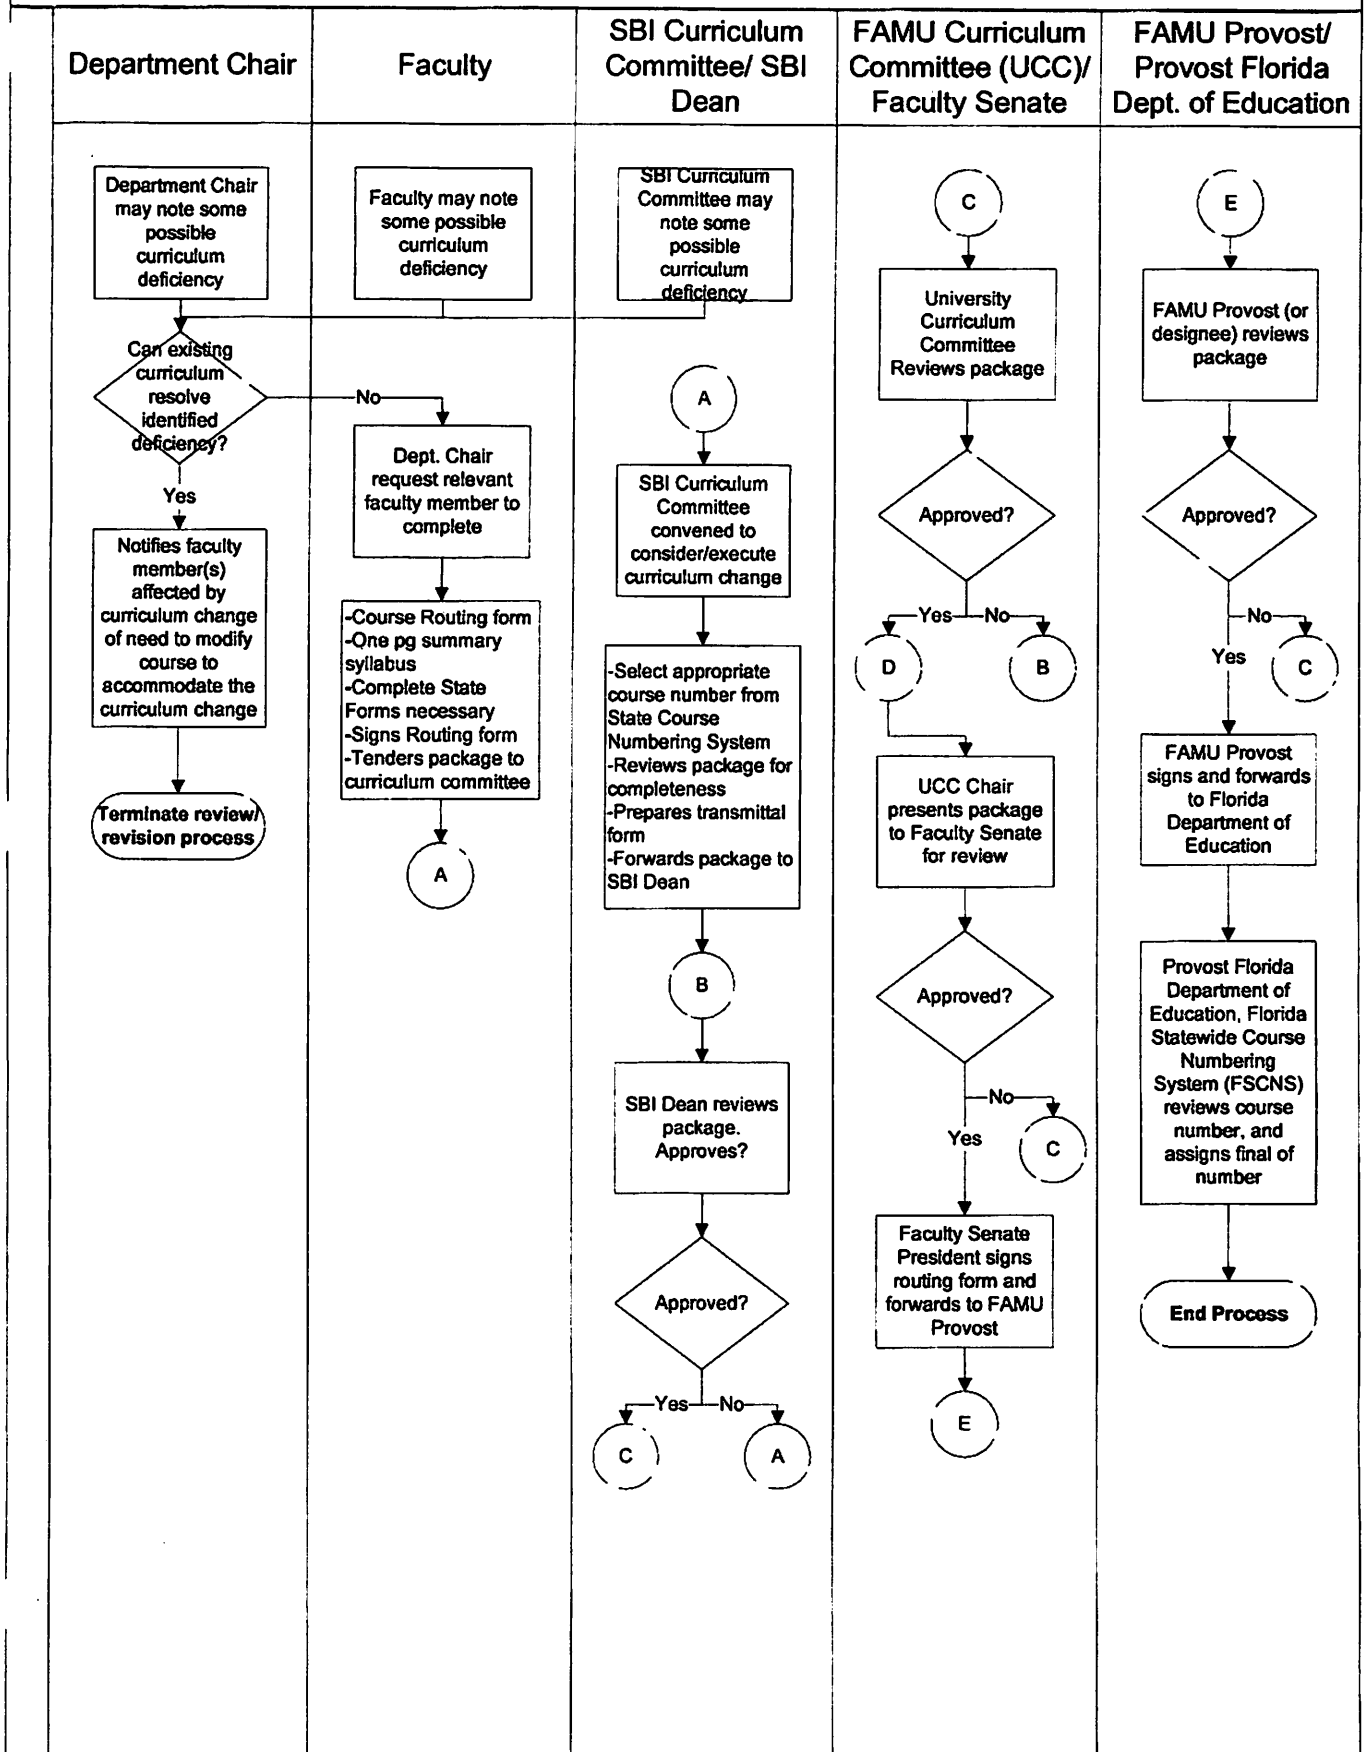 Department Chair
Faculty
SBI Curriculum
Committee/ SBI
Dean
FAMU Curriculum
Committee (UCC)/
Faculty Senate
FAMU Provost/
Provost Florida
Dept. of Education
Department Chair
may note some
possible
curriculum
deficiency
Can existing
curriculum
resolve
identified
deficiency?
No
Yes
Notifies faculty
member(s)
affected by
curriculum change
of need to modify
course to
accommodate the
curriculum change
Terminate review/
revision process
Faculty may note
some possible
curriculum
deficiency
Dept. Chair
request relevant
faculty member to
complete
-Course Routing form
-One pg summary
syllabus
-Complete State
Forms necessary
-Signs Routing form
-Tenders package to
curriculum committee
A
SBI Curriculum
Committee may
note some
possible
curriculum
deficiency
A
SBI Curriculum
Committee
convened to
consider/execute
curriculum change
-Select appropriate
course number from
State Course
Numbering System
-Reviews package for
completeness
-Prepares transmittal
form
-Forwards package to
SBI Dean
B
SBI Dean reviews
package.
Approves?
Approved?
Yes
No
C
A
C
University
Curriculum
Committee
Reviews package
Approved?
Yes
No
D
B
UCC Chair
presents package
to Faculty Senate
for review
Approved?
No
Yes
C
Faculty Senate
President signs
routing form and
forwards to FAMU
Provost
E
E
FAMU Provost (or
designee) reviews
package
Approved?
No
Yes
C
FAMU Provost
signs and forwards
to Florida
Department of
Education
Provost Florida
Department of
Education, Florida
Statewide Course
Numbering
System (FSCNS)
reviews course
number, and
assigns final of
number
End Process